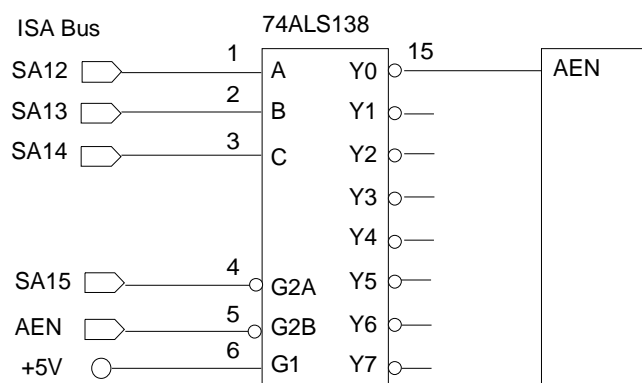 ISA Bus 74ALS138
SA12 1 A Y0 15 AEN
SA13 2 B Y1
SA14 3 C Y2
Y3
Y4
SA15 4 G2A Y5
AEN 5 G2B Y6
+5V 6 G1 Y7